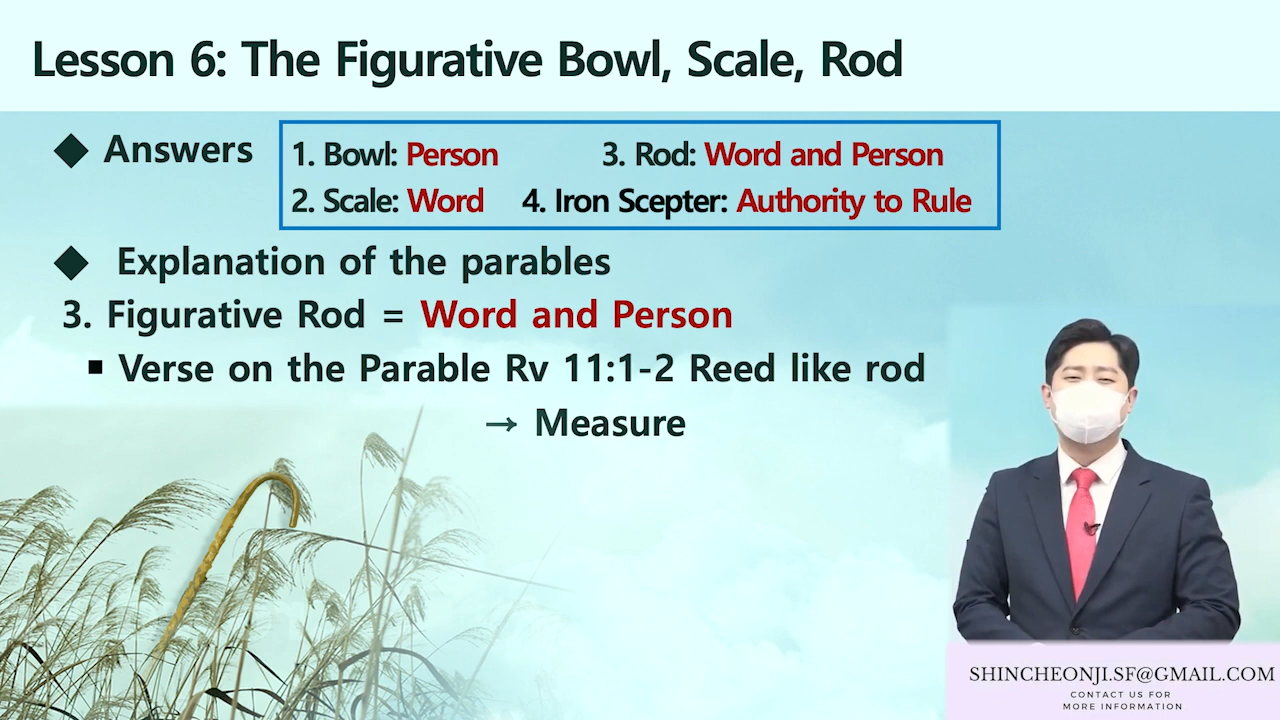 Lesson 6: The Figurative Bowl, Scale, Rod
◆ Answers
1. Bowl: Person 3. Rod: Word and Person
2. Scale: Word 4. Iron Scepter: Authority to Rule
◆ Explanation of the parables
3. Figurative Rod = Word and Person
▪ Verse on the Parable Rv 11:1-2 Reed like rod
→ Measure
SHINCHEONJI.SF@GMAIL.COM
CONTACT US FOR
MORE INFORMATION